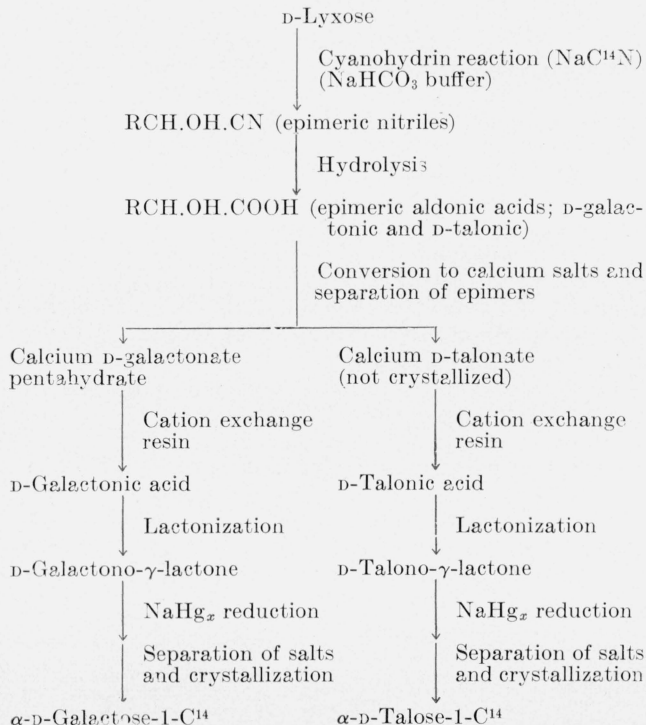 D-Lyxose
Cyanohydrin reaction (NaC¹⁴N)
(NaHCO₃ buffer)
RCH.OH.CN (epimeric nitriles)
Hydrolysis
RCH.OH.COOH (epimeric aldonic acids; D-galac-
tonic and D-talonic)
Conversion to calcium salts and
separation of epimers
Calcium D-galactonate
pentahydrate
Calcium D-talonate
(not crystallized)
Cation exchange
resin
Cation exchange
resin
D-Galactonic acid
D-Talonic acid
Lactonization
Lactonization
D-Galactono-γ-lactone
D-Talono-γ-lactone
NaHgₓ reduction
NaHgₓ reduction
Separation of salts
and crystallization
Separation of salts
and crystallization
α-D-Galactose-1-C¹⁴
α-D-Talose-1-C¹⁴